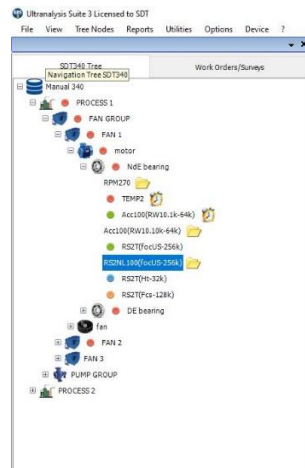 Ultranalysis Suite 3 Licensed to SDT
File View Tree Nodes Reports Utilities Options Device ?
SDT340 Tree Work Orders/Surveys
Navigation Tree SDT340
Manual 340
PROCESS 1
FAN GROUP
FAN 1
motor
NdE bearing
RPM270
TEMP2
Acc100(RW10.1k-64k)
Acc100(RW10.10k-64k)
RS2T(focUS-256k)
RS2NL100(focUS-256k)
RS2T(Ht-32k)
RS2T(Fcs-128k)
DE bearing
fan
FAN 2
FAN 3
PUMP GROUP
PROCESS 2